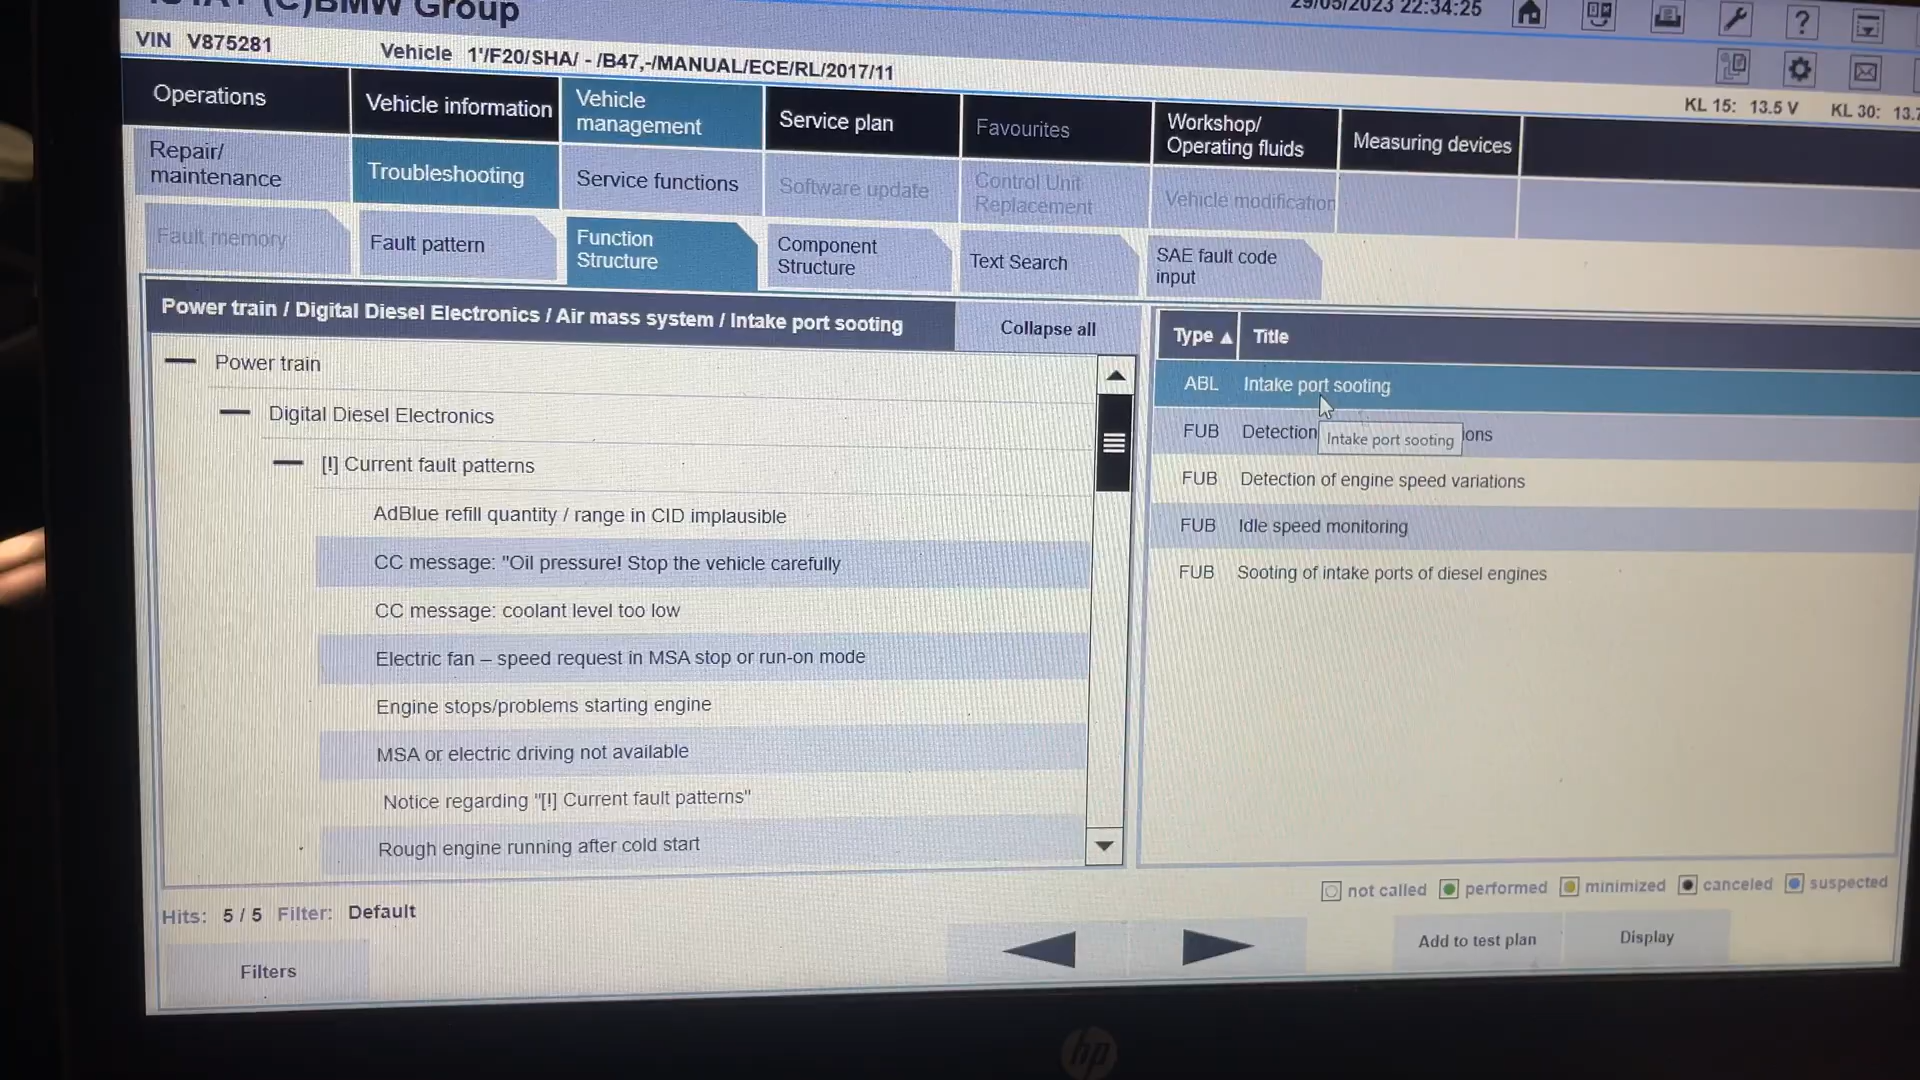 (C)BMW Group
29/05/2023 22:34:25
VIN V875281
Vehicle 1'/F20/SHA/ - /B47,-/MANUAL/ECE/RL/2017/11
KL 15: 13.5 V KL 30: 13.7
Operations
Vehicle information
Vehicle
management
Service plan
Favourites
Workshop/
Operating fluids
Measuring devices
Repair/
maintenance
Troubleshooting
Service functions
Software update
Control Unit
Replacement
Vehicle modification
Fault memory
Fault pattern
Function
Structure
Component
Structure
Text Search
SAE fault code
input
Power train / Digital Diesel Electronics / Air mass system / Intake port sooting
Collapse all
Power train
Digital Diesel Electronics
[!] Current fault patterns
AdBlue refill quantity / range in CID implausible
CC message: "Oil pressure! Stop the vehicle carefully
CC message: coolant level too low
Electric fan – speed request in MSA stop or run-on mode
Engine stops/problems starting engine
MSA or electric driving not available
Notice regarding "[!] Current fault patterns"
Rough engine running after cold start
Type Title
ABL Intake port sooting
FUB Detection ions
Intake port sooting
FUB Detection of engine speed variations
FUB Idle speed monitoring
FUB Sooting of intake ports of diesel engines
not called performed minimized canceled suspected
Hits: 5 / 5 Filter: Default
Filters
Add to test plan
Display
hp